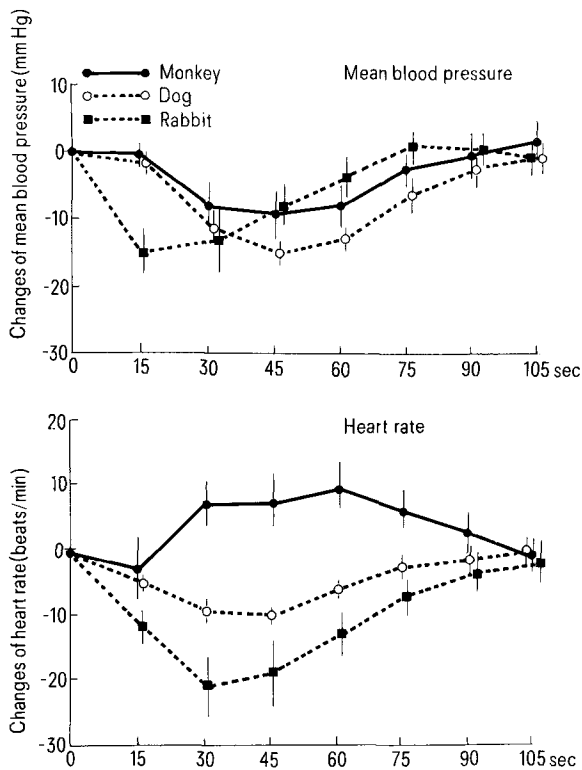 Changes of mean blood pressure (mm Hg)
Monkey
Dog
Rabbit
Mean blood pressure
10
0
-10
-20
-30
0 15 30 45 60 75 90 105 sec
Changes of heart rate (beats/min)
Heart rate
20
10
0
-10
-20
-30
0 15 30 45 60 75 90 105 sec